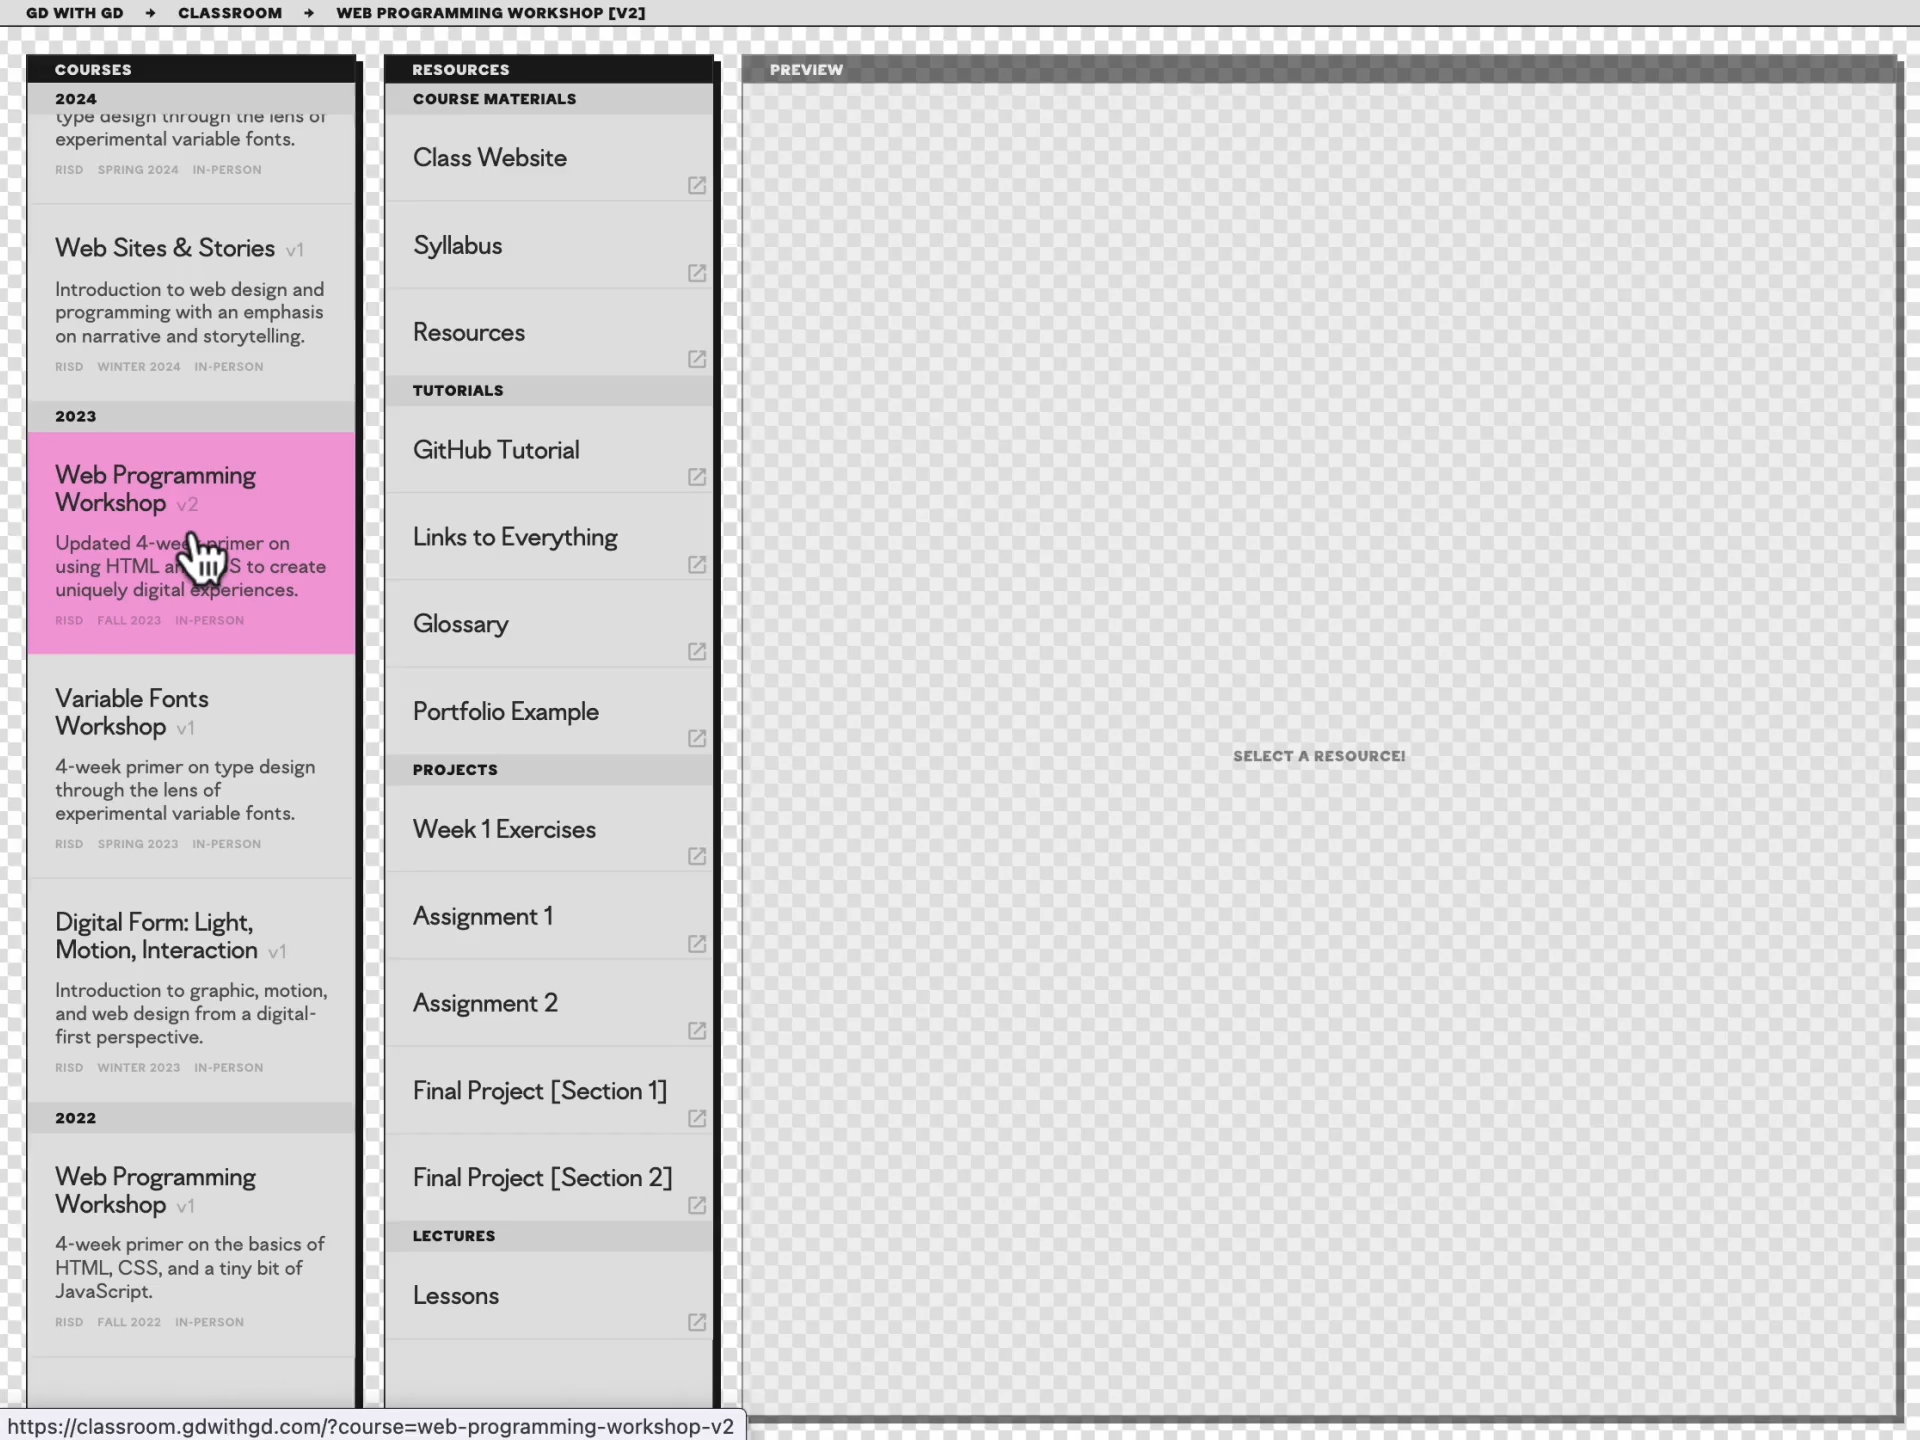 GD WITH GD → CLASSROOM → WEB PROGRAMMING WORKSHOP [V2]
COURSES
2024
type design through the lens of
experimental variable fonts.
RISD SPRING 2024 IN-PERSON
Web Sites & Stories v1
Introduction to web design and
programming with an emphasis
on narrative and storytelling.
RISD WINTER 2024 IN-PERSON
2023
Web Programming
Workshop v2
Updated 4-week primer on
using HTML and CSS to create
uniquely digital experiences.
RISD FALL 2023 IN-PERSON
Variable Fonts
Workshop v1
4-week primer on type design
through the lens of
experimental variable fonts.
RISD SPRING 2023 IN-PERSON
Digital Form: Light,
Motion, Interaction v1
Introduction to graphic, motion,
and web design from a digital-
first perspective.
RISD WINTER 2023 IN-PERSON
2022
Web Programming
Workshop v1
4-week primer on the basics of
HTML, CSS, and a tiny bit of
JavaScript.
RISD FALL 2022 IN-PERSON
RESOURCES
COURSE MATERIALS
Class Website
Syllabus
Resources
TUTORIALS
GitHub Tutorial
Links to Everything
Glossary
Portfolio Example
PROJECTS
Week 1 Exercises
Assignment 1
Assignment 2
Final Project [Section 1]
Final Project [Section 2]
LECTURES
Lessons
PREVIEW
SELECT A RESOURCE!
https://classroom.gdwithgd.com/?course=web-programming-workshop-v2